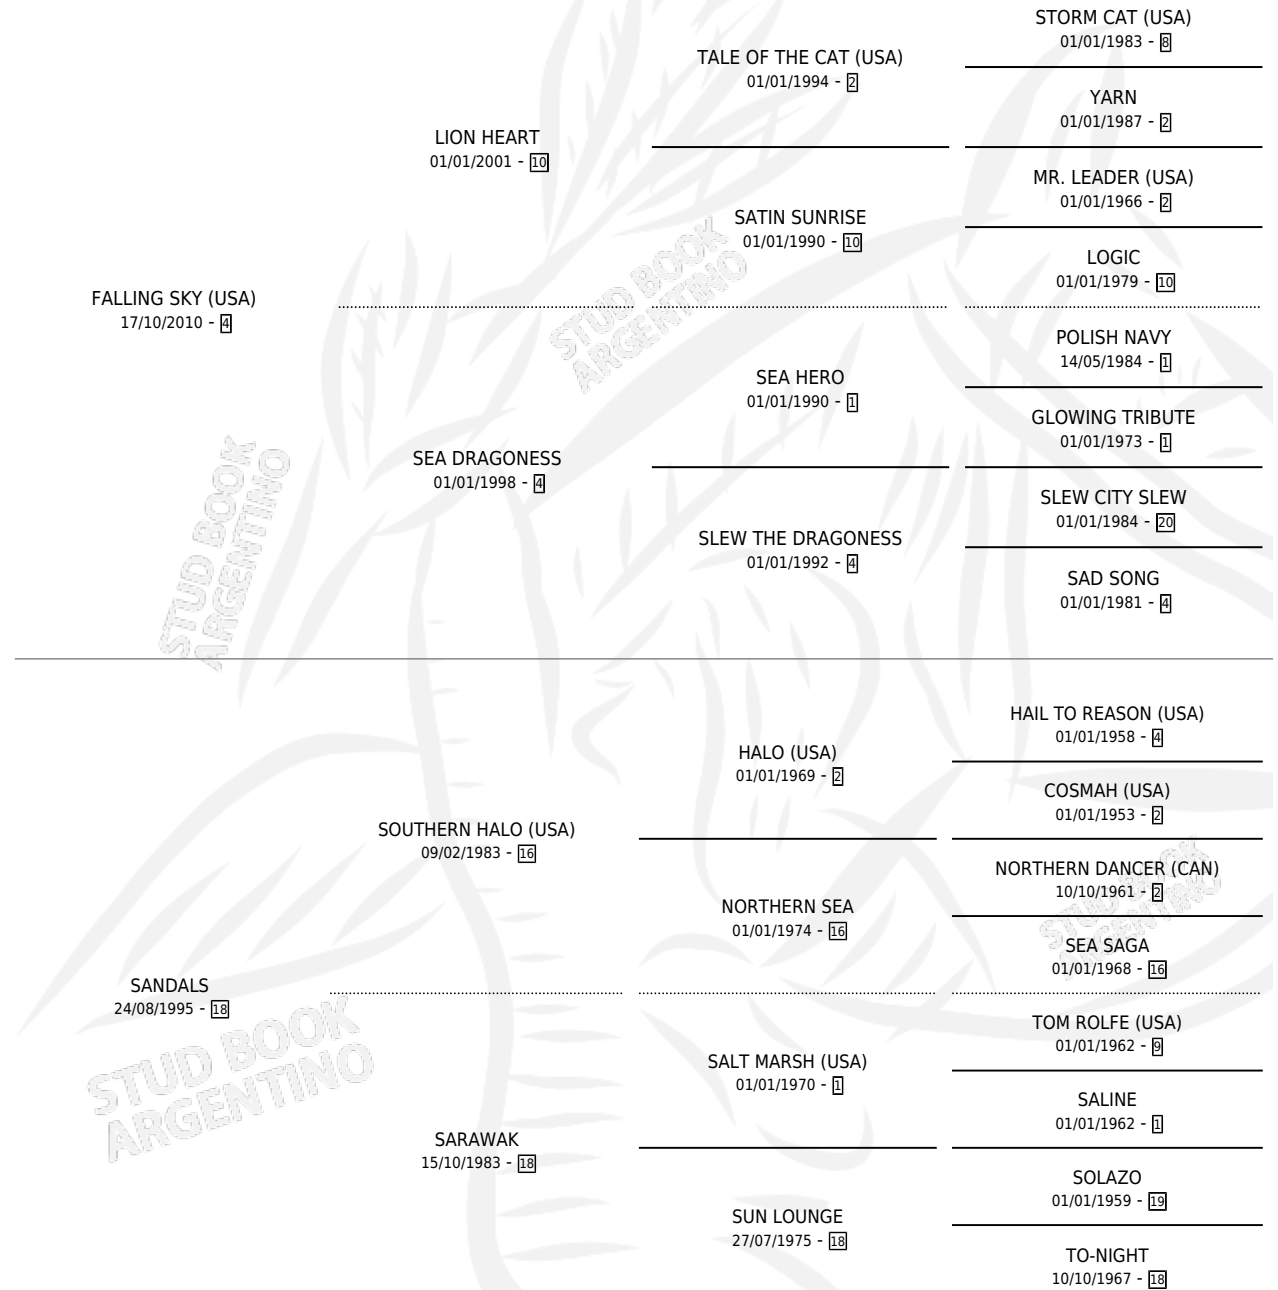 STORM CAT (USA)
01/01/1983 - 8
TALE OF THE CAT (USA)
01/01/1994 - 2
YARN
01/01/1987 - 2
LION HEART
01/01/2001 - 10
MR. LEADER (USA)
01/01/1966 - 2
SATIN SUNRISE
01/01/1990 - 10
LOGIC
01/01/1979 - 10
FALLING SKY (USA)
17/10/2010 - 4
POLISH NAVY
14/05/1984 - 1
SEA HERO
01/01/1990 - 1
GLOWING TRIBUTE
01/01/1973 - 1
SEA DRAGONESS
01/01/1998 - 4
SLEW CITY SLEW
01/01/1984 - 20
SLEW THE DRAGONESS
01/01/1992 - 4
SAD SONG
01/01/1981 - 4
HAIL TO REASON (USA)
01/01/1958 - 4
HALO (USA)
01/01/1969 - 2
COSMAH (USA)
01/01/1953 - 2
SOUTHERN HALO (USA)
09/02/1983 - 16
NORTHERN DANCER (CAN)
10/10/1961 - 2
NORTHERN SEA
01/01/1974 - 16
SEA SAGA
01/01/1968 - 16
SANDALS
24/08/1995 - 18
TOM ROLFE (USA)
01/01/1962 - 9
SALT MARSH (USA)
01/01/1970 - 1
SALINE
01/01/1962 - 1
SARAWAK
15/10/1983 - 18
SOLAZO
01/01/1959 - 19
SUN LOUNGE
27/07/1975 - 18
TO-NIGHT
10/10/1967 - 18
STUD BOOK
ARGENTINO
STUD BOOK
ARGENTINO
STUD BOOK
ARGENTINO
STUD BOOK
ARGENTINO